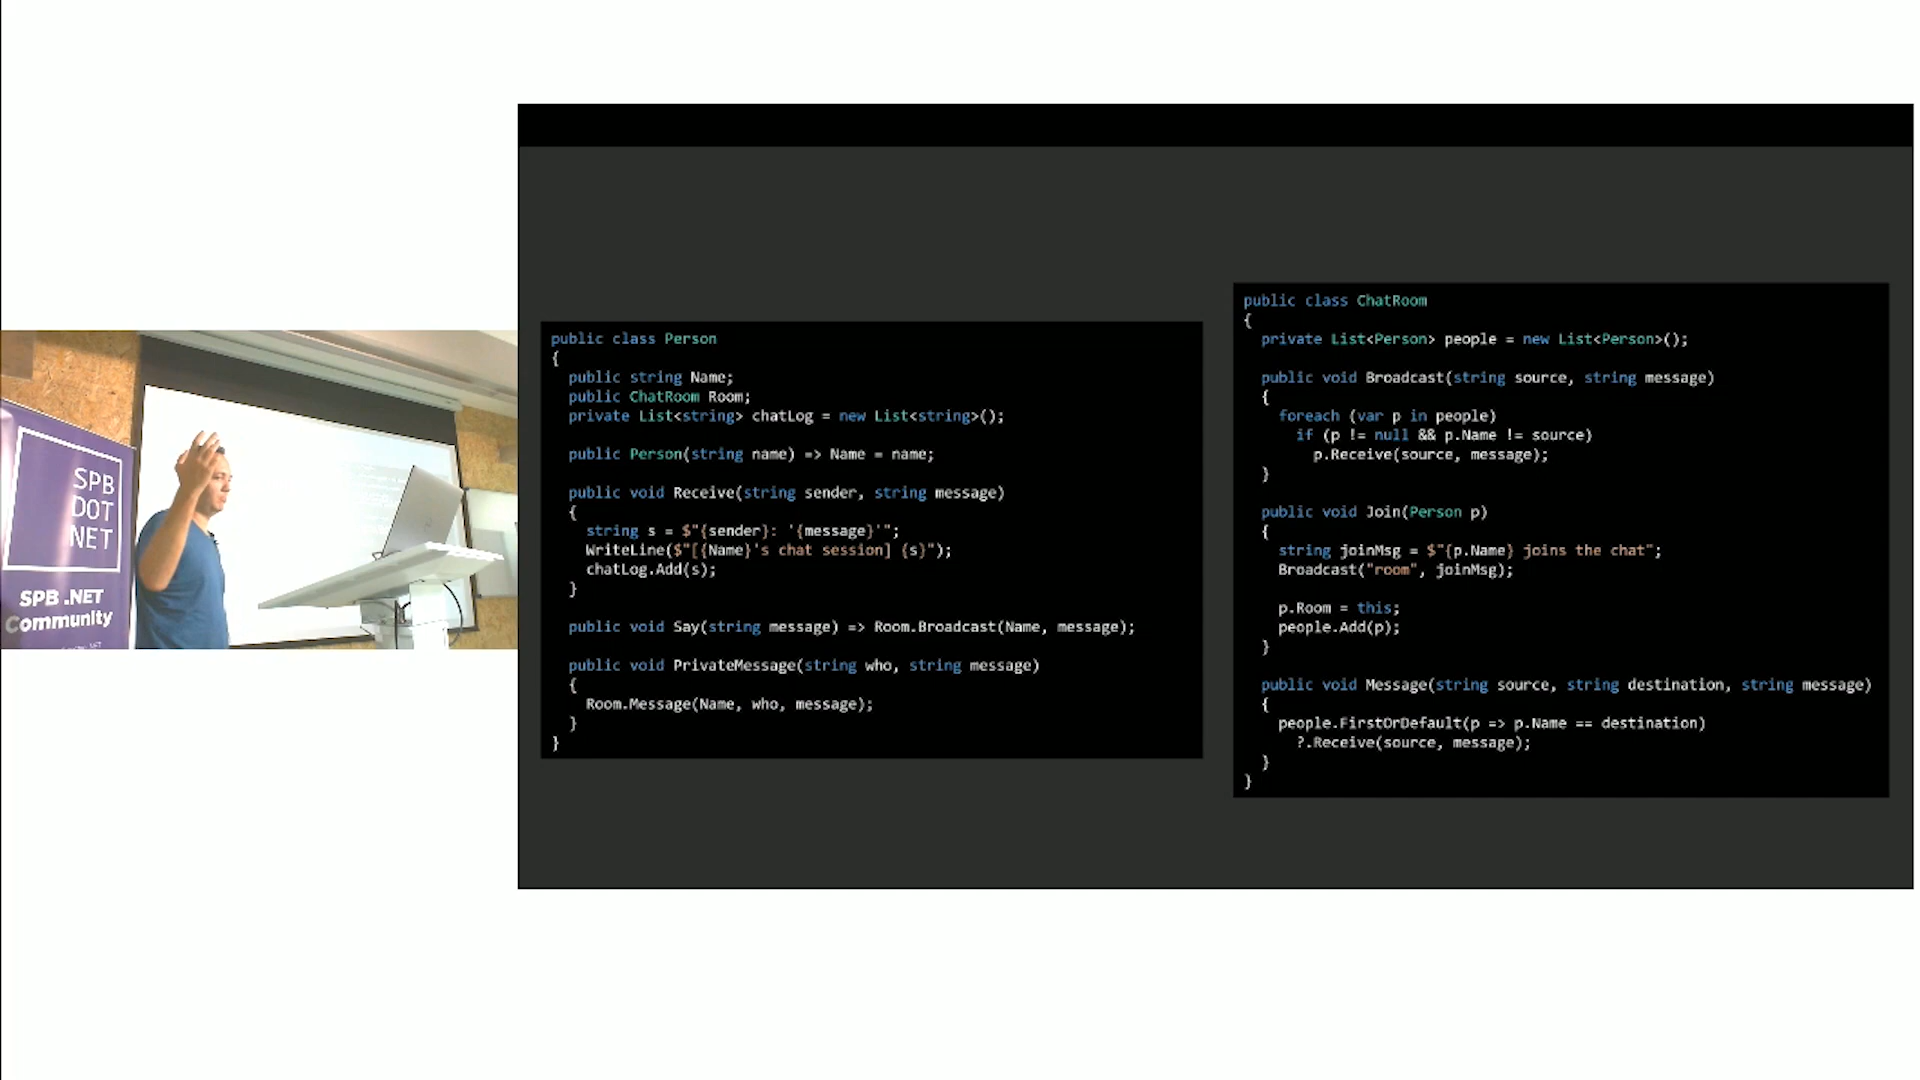 SPB
DOT
NET
SPB .NET
Community
public class Person
{
public string Name;
public ChatRoom Room;
private List<string> chatLog = new List<string>();
public Person(string name) => Name = name;
public void Receive(string sender, string message)
{
string s = $"{sender}: '{message}'";
WriteLine($"[{Name}'s chat session] {s}");
chatLog.Add(s);
}
public void Say(string message) => Room.Broadcast(Name, message);
public void PrivateMessage(string who, string message)
{
Room.Message(Name, who, message);
}
}
public class ChatRoom
{
private List<Person> people = new List<Person>();
public void Broadcast(string source, string message)
{
foreach (var p in people)
if (p != null && p.Name != source)
p.Receive(source, message);
}
public void Join(Person p)
{
string joinMsg = $"{p.Name} joins the chat";
Broadcast("room", joinMsg);
p.Room = this;
people.Add(p);
}
public void Message(string source, string destination, string message)
{
people.FirstOrDefault(p => p.Name == destination)
?.Receive(source, message);
}
}